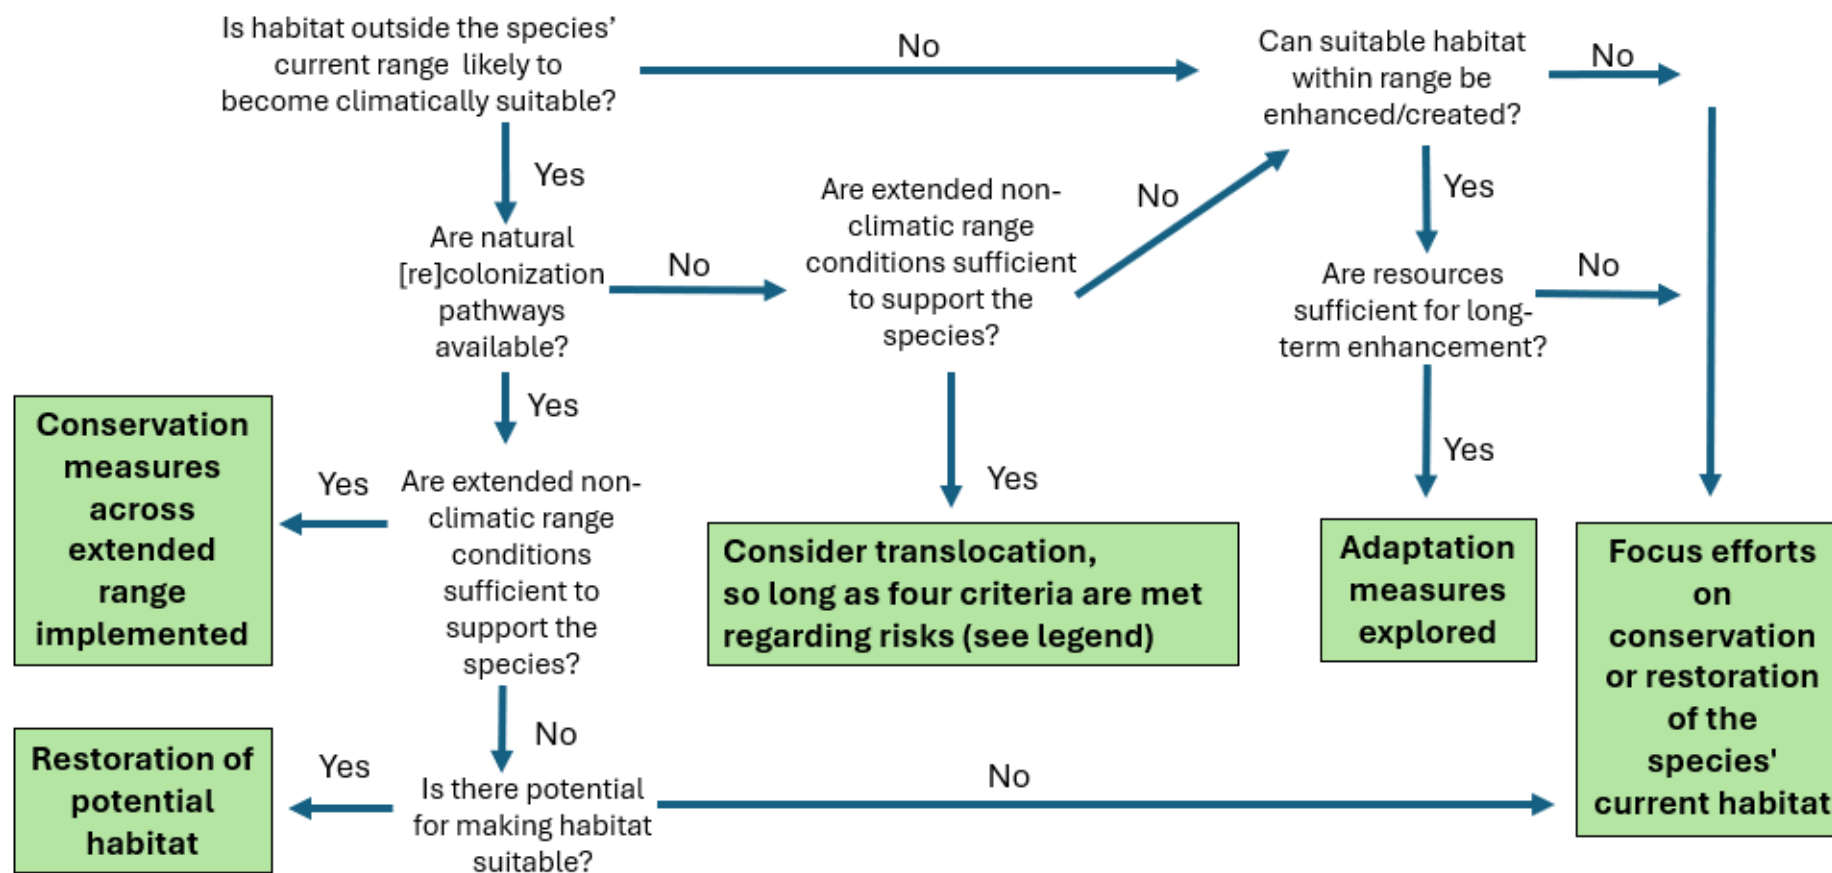 Is habitat outside the species’
current range likely to
become climatically suitable?
No
Can suitable habitat
within range be
enhanced/created?
No
Yes
Are natural
[re]colonization
pathways
available?
No
Are extended non-
climatic range
conditions sufficient
to support the
species?
No
Yes
Are resources
sufficient for long-
term enhancement?
No
Yes
Conservation
measures
across
extended
range
implemented
Yes
Are extended non-
climatic range
conditions
sufficient to
support the
species?
Yes
Consider translocation,
so long as four criteria are met
regarding risks (see legend)
Yes
Adaptation
measures
explored
Focus efforts
on
conservation
or restoration
of the
species'
current habitat
No
Restoration of
potential
habitat
Yes
Is there potential
for making habitat
suitable?
No